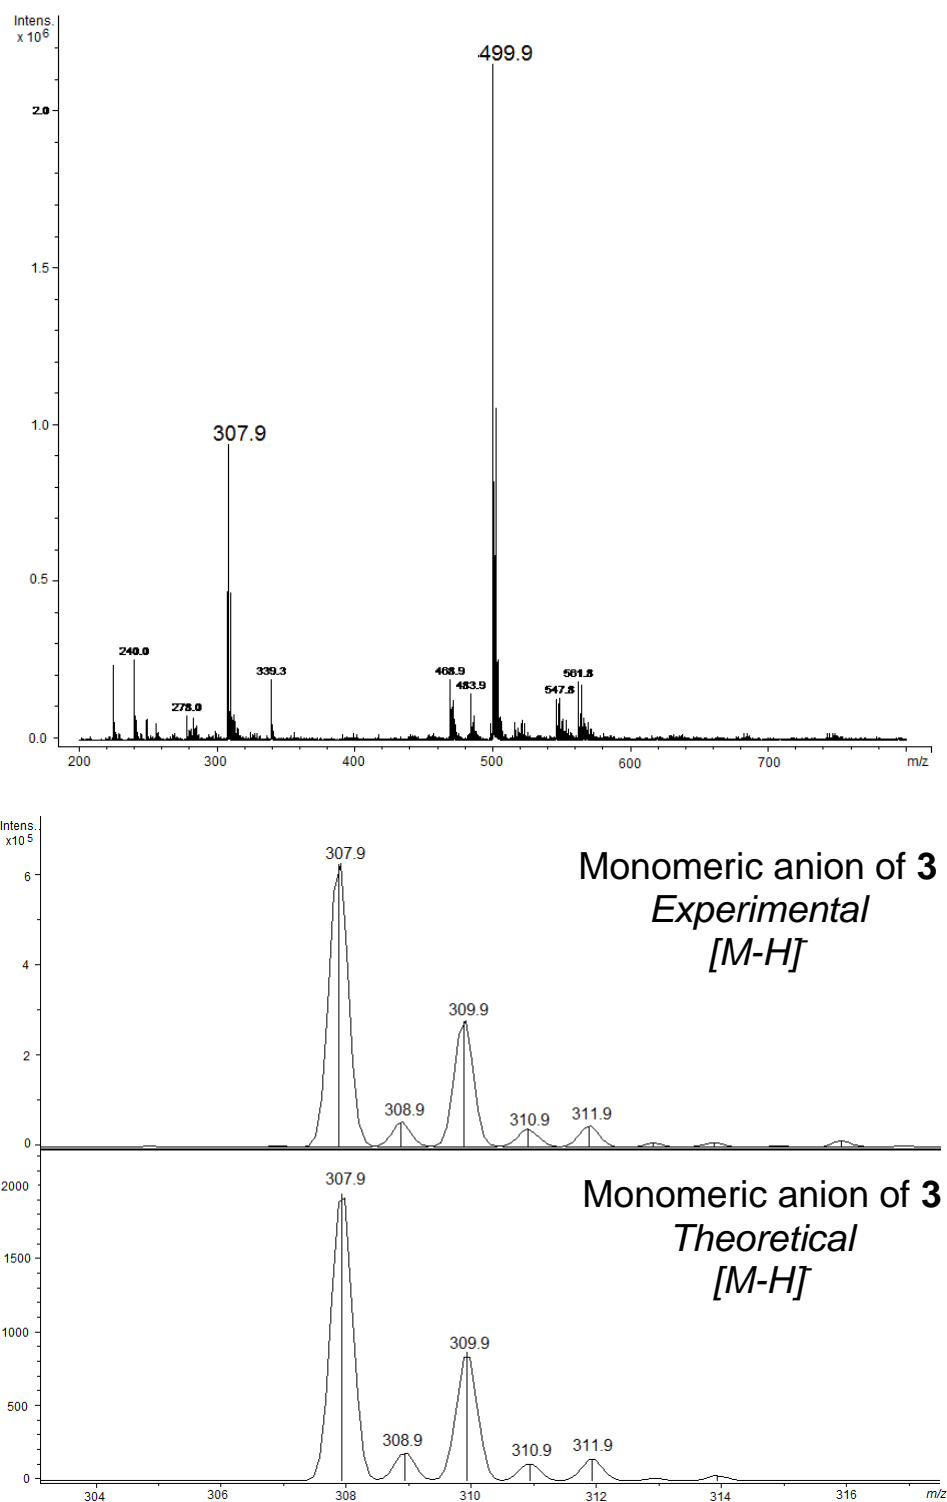 Intens.
x 10 6
499.9
2.0
1.5
1.0
307.9
0.5
240.0
339.3
278.0
468.9
483.9
547.8
561.8
0.0
200 300 400 500 600 700 m/z
Intens.
x10 5
307.9
Monomeric anion of 3
6
Experimental
[M-H]-
4
309.9
2
308.9
310.9
311.9
0
307.9
2000
Monomeric anion of 3
Theoretical
1500
[M-H]-
1000
309.9
500
308.9
310.9
311.9
0
304 306 308 310 312 314 316 m/z